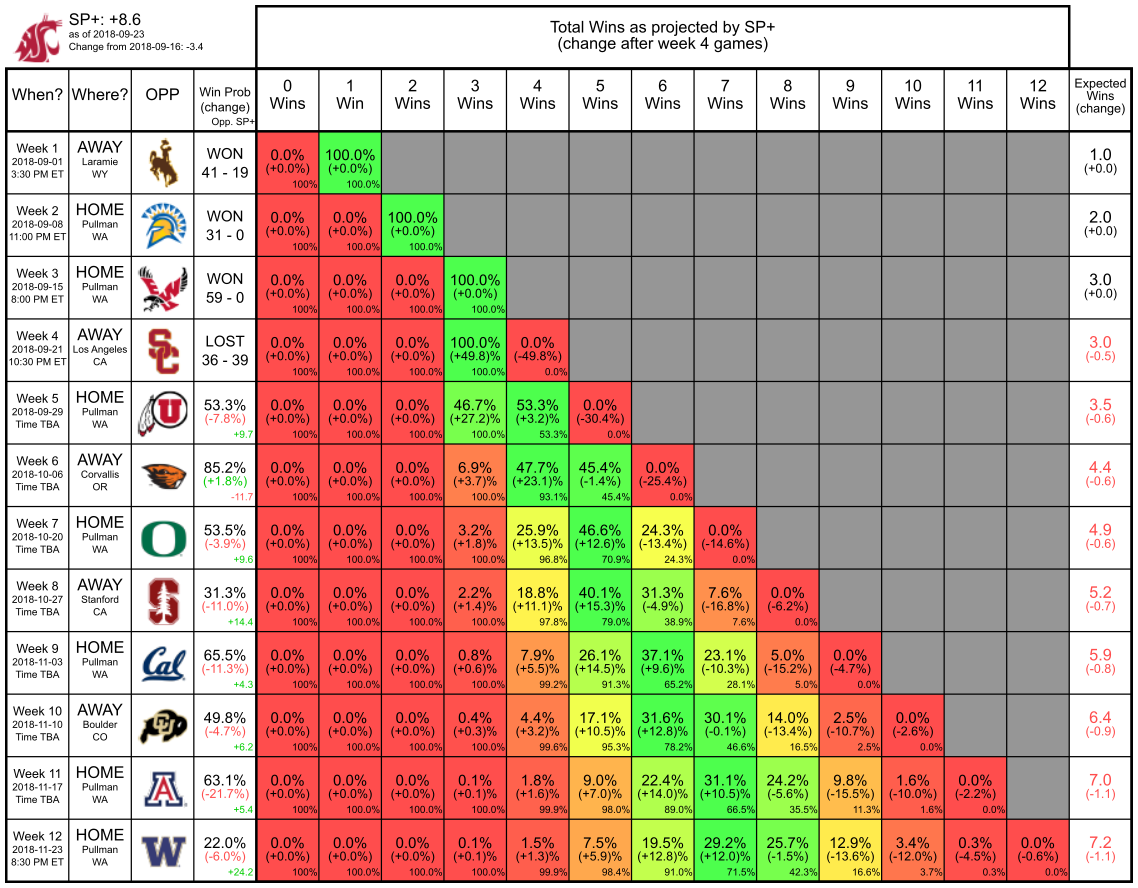 SP+: +8.6
as of 2018-09-23
Change from 2018-09-16: -3.4
Total Wins as projected by SP+
(change after week 4 games)
When? Where? OPP Win Prob (change) Opp. SP+ 0 Wins 1 Win 2 Wins 3 Wins 4 Wins 5 Wins 6 Wins 7 Wins 8 Wins 9 Wins 10 Wins 11 Wins 12 Wins Expected Wins (change)
Week 1 AWAY WON 0.0% 100.0% 1.0
2018-09-01 Laramie 41 - 19 (+0.0%) (+0.0%) (+0.0)
3:30 PM ET WY 100% 100.0%
Week 2 HOME WON 0.0% 0.0% 100.0% 2.0
2018-09-08 Pullman 31 - 0 (+0.0%) (+0.0%) (+0.0%) (+0.0)
11:00 PM ET WA 100% 100.0% 100.0%
Week 3 HOME WON 0.0% 0.0% 0.0% 100.0% 3.0
2018-09-15 Pullman 59 - 0 (+0.0%) (+0.0%) (+0.0%) (+0.0%) (+0.0)
8:00 PM ET WA 100% 100.0% 100.0% 100.0%
Week 4 AWAY SC LOST 0.0% 0.0% 0.0% 100.0% 0.0% 3.0
2018-09-21 Los Angeles 36 - 39 (+0.0%) (+0.0%) (+0.0%) (+49.8)% (-49.8%) (-0.5)
10:30 PM ET CA 100% 100.0% 100.0% 100.0% 0.0%
Week 5 HOME U 53.3% 0.0% 0.0% 0.0% 46.7% 53.3% 0.0% 3.5
2018-09-29 Pullman (-7.8%) (+0.0%) (+0.0%) (+0.0%) (+27.2)% (+3.2)% (-30.4%) (-0.6)
Time TBA WA +9.7 100% 100.0% 100.0% 100.0% 53.3% 0.0%
Week 6 AWAY 85.2% 0.0% 0.0% 0.0% 6.9% 47.7% 45.4% 0.0% 4.4
2018-10-06 Corvallis (+1.8%) (+0.0%) (+0.0%) (+0.0%) (+3.7)% (+23.1)% (-1.4%) (-25.4%) (-0.6)
Time TBA OR -11.7 100% 100.0% 100.0% 100.0% 93.1% 45.4% 0.0%
Week 7 HOME O 53.5% 0.0% 0.0% 0.0% 3.2% 25.9% 46.6% 24.3% 0.0% 4.9
2018-10-20 Pullman (-3.9%) (+0.0%) (+0.0%) (+0.0%) (+1.8)% (+13.5)% (+12.6)% (-13.4%) (-14.6%) (-0.6)
Time TBA WA +9.6 100% 100.0% 100.0% 100.0% 96.8% 70.9% 24.3% 0.0%
Week 8 AWAY S 31.3% 0.0% 0.0% 0.0% 2.2% 18.8% 40.1% 31.3% 7.6% 0.0% 5.2
2018-10-27 Stanford (-11.0%) (+0.0%) (+0.0%) (+0.0%) (+1.4)% (+11.1)% (+15.3)% (-4.9%) (-16.8%) (-6.2%) (-0.7)
Time TBA CA +14.4 100% 100.0% 100.0% 100.0% 97.8% 79.0% 38.9% 7.6% 0.0%
Week 9 HOME Cal 65.5% 0.0% 0.0% 0.0% 0.8% 7.9% 26.1% 37.1% 23.1% 5.0% 0.0% 5.9
2018-11-03 Pullman (-11.3%) (+0.0%) (+0.0%) (+0.0%) (+0.6)% (+5.5)% (+14.5)% (+9.6)% (-10.3%) (-15.2%) (-4.7%) (-0.8)
Time TBA WA +4.3 100% 100.0% 100.0% 100.0% 99.2% 91.3% 65.2% 28.1% 5.0% 0.0%
Week 10 AWAY CU 49.8% 0.0% 0.0% 0.0% 0.4% 4.4% 17.1% 31.6% 30.1% 14.0% 2.5% 0.0% 6.4
2018-11-10 Boulder (-4.7%) (+0.0%) (+0.0%) (+0.0%) (+0.3)% (+3.2)% (+10.5)% (+12.8)% (-0.1%) (-13.4%) (-10.7%) (-2.6%) (-0.9)
Time TBA CO +6.2 100% 100.0% 100.0% 100.0% 99.6% 95.3% 78.2% 46.6% 16.5% 2.5% 0.0%
Week 11 HOME A 63.1% 0.0% 0.0% 0.0% 0.1% 1.8% 9.0% 22.4% 31.1% 24.2% 9.8% 1.6% 0.0% 7.0
2018-11-17 Pullman (-21.7%) (+0.0%) (+0.0%) (+0.0%) (+0.1)% (+1.6)% (+7.0)% (+14.0)% (+10.5)% (-5.6%) (-15.5%) (-10.0%) (-2.2%) (-1.1)
Time TBA WA +5.4 100% 100.0% 100.0% 100.0% 99.9% 98.0% 89.0% 66.5% 35.5% 11.3% 1.6% 0.0%
Week 12 HOME W 22.0% 0.0% 0.0% 0.0% 0.1% 1.5% 7.5% 19.5% 29.2% 25.7% 12.9% 3.4% 0.3% 0.0% 7.2
2018-11-23 Pullman (-6.0%) (+0.0%) (+0.0%) (+0.0%) (+0.1)% (+1.3)% (+5.9)% (+12.8)% (+12.0)% (-1.5%) (-13.6%) (-12.0%) (-4.5%) (-0.6%) (-1.1)
8:30 PM ET WA +24.2 100% 100.0% 100.0% 100.0% 99.9% 98.4% 91.0% 71.5% 42.3% 16.6% 3.7% 0.3% 0.0%